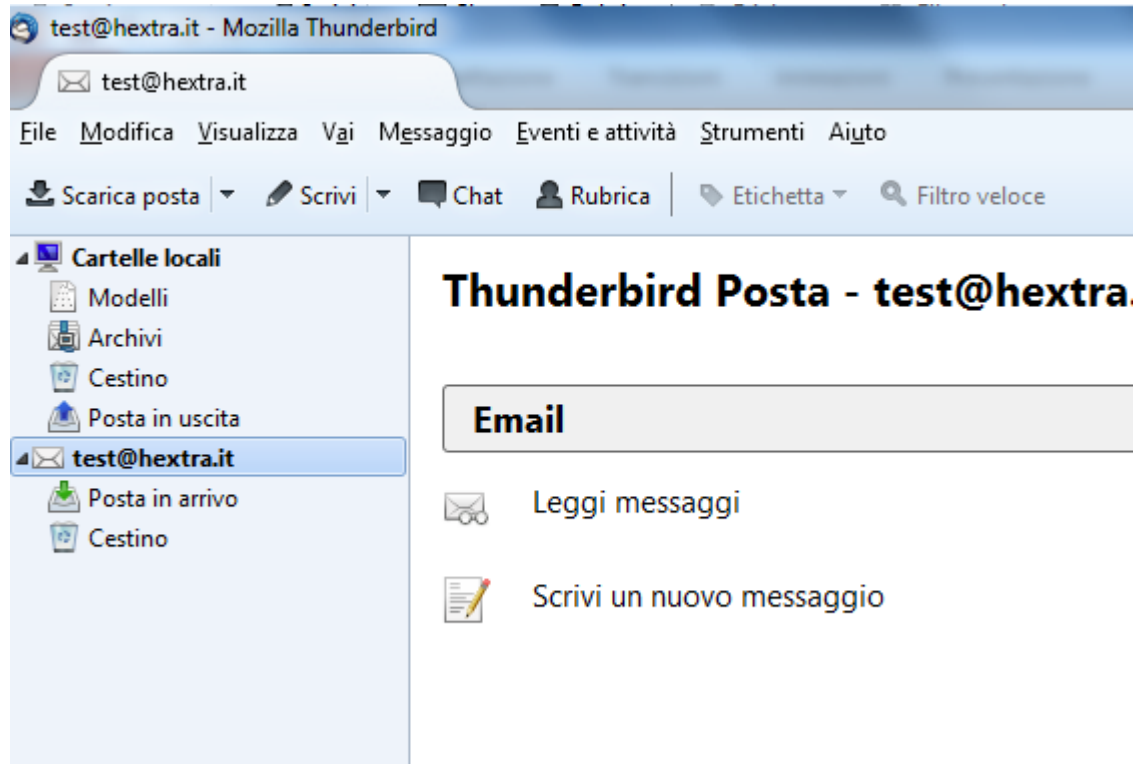 test@hextra.it - Mozilla Thunderbird
test@hextra.it
File Modifica Visualizza Vai Messaggio Eventi e attività Strumenti Aiuto
Scarica posta Scrivi Chat Rubrica Etichetta Filtro veloce
Cartelle locali
Modelli
Archivi
Cestino
Posta in uscita
test@hextra.it
Posta in arrivo
Cestino
Thunderbird Posta - test@hextra.
Email
Leggi messaggi
Scrivi un nuovo messaggio